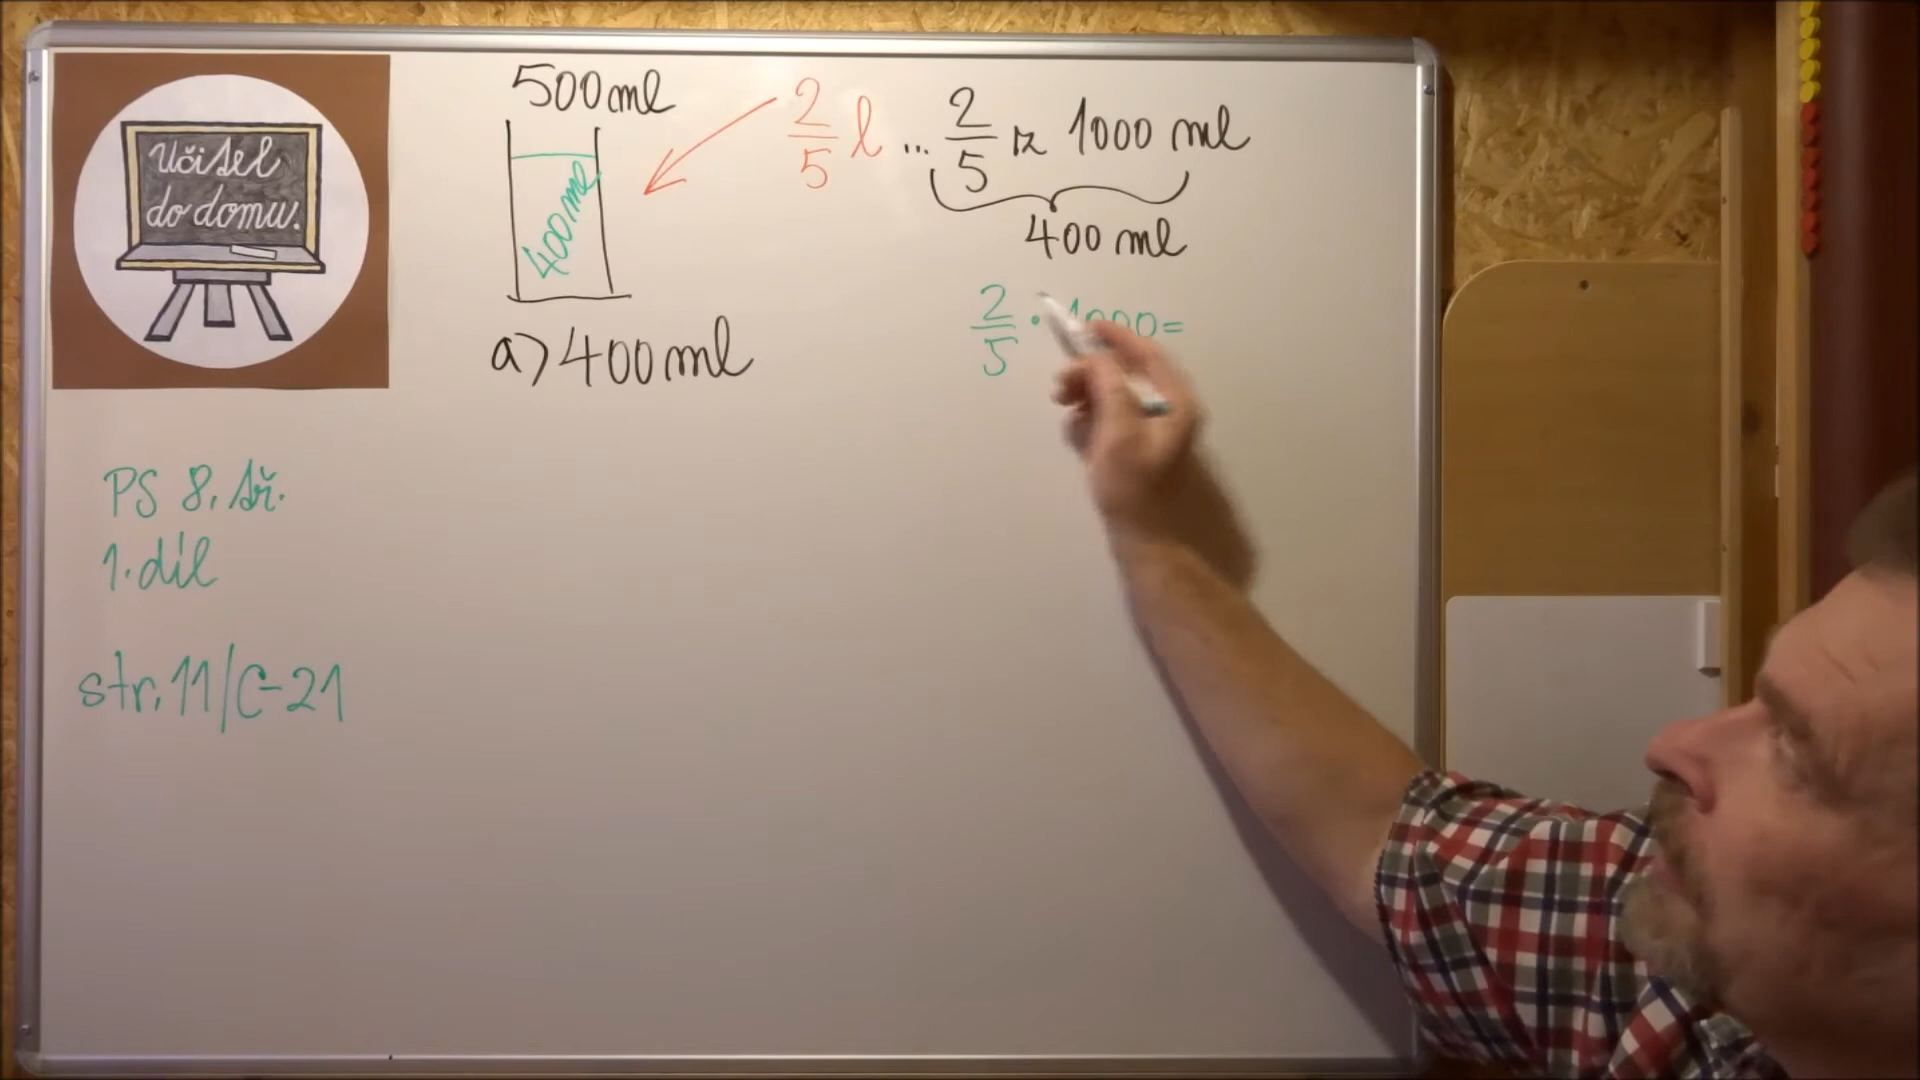 Učitel
do domu.
500 ml
400 ml
a) 400 ml
2/5 l ... 2/5 z 1000 ml
400 ml
2/5 · 1000 =
PS 8. tř.
1. díl
str. 11/C-21